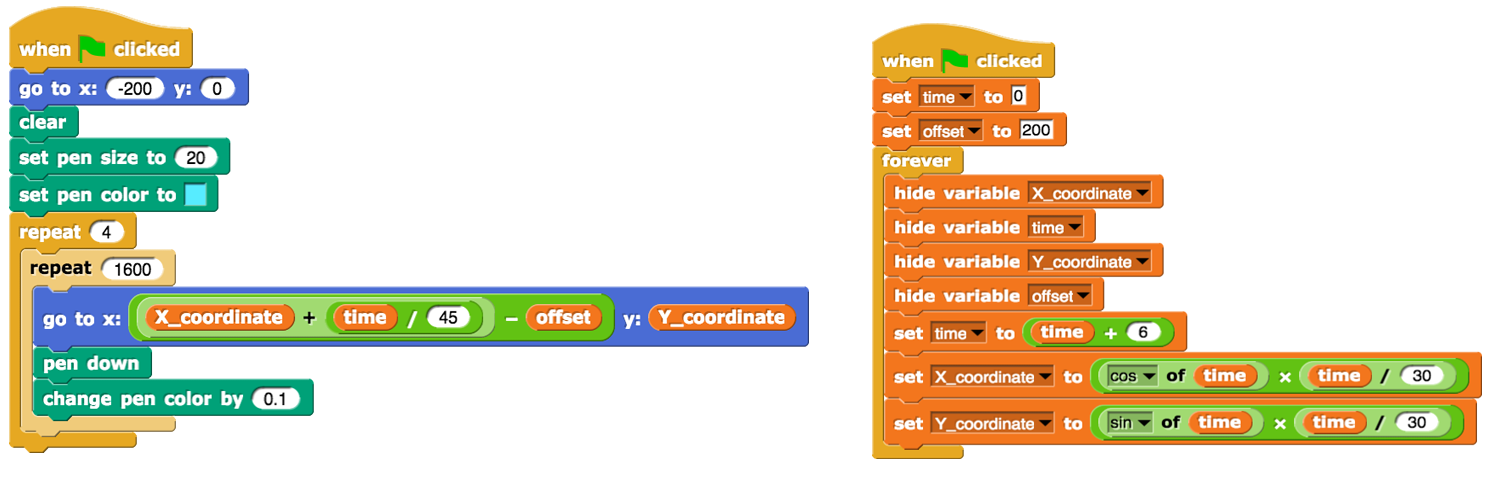 when clicked
go to x: -200 y: 0
clear
set pen size to 20
set pen color to
repeat 4
repeat 1600
go to x: X_coordinate + time / 45 - offset y: Y_coordinate
pen down
change pen color by 0.1
when clicked
set time to 0
set offset to 200
forever
hide variable X_coordinate
hide variable time
hide variable Y_coordinate
hide variable offset
set time to time + 6
set X_coordinate to cos of time × time / 30
set Y_coordinate to sin of time × time / 30